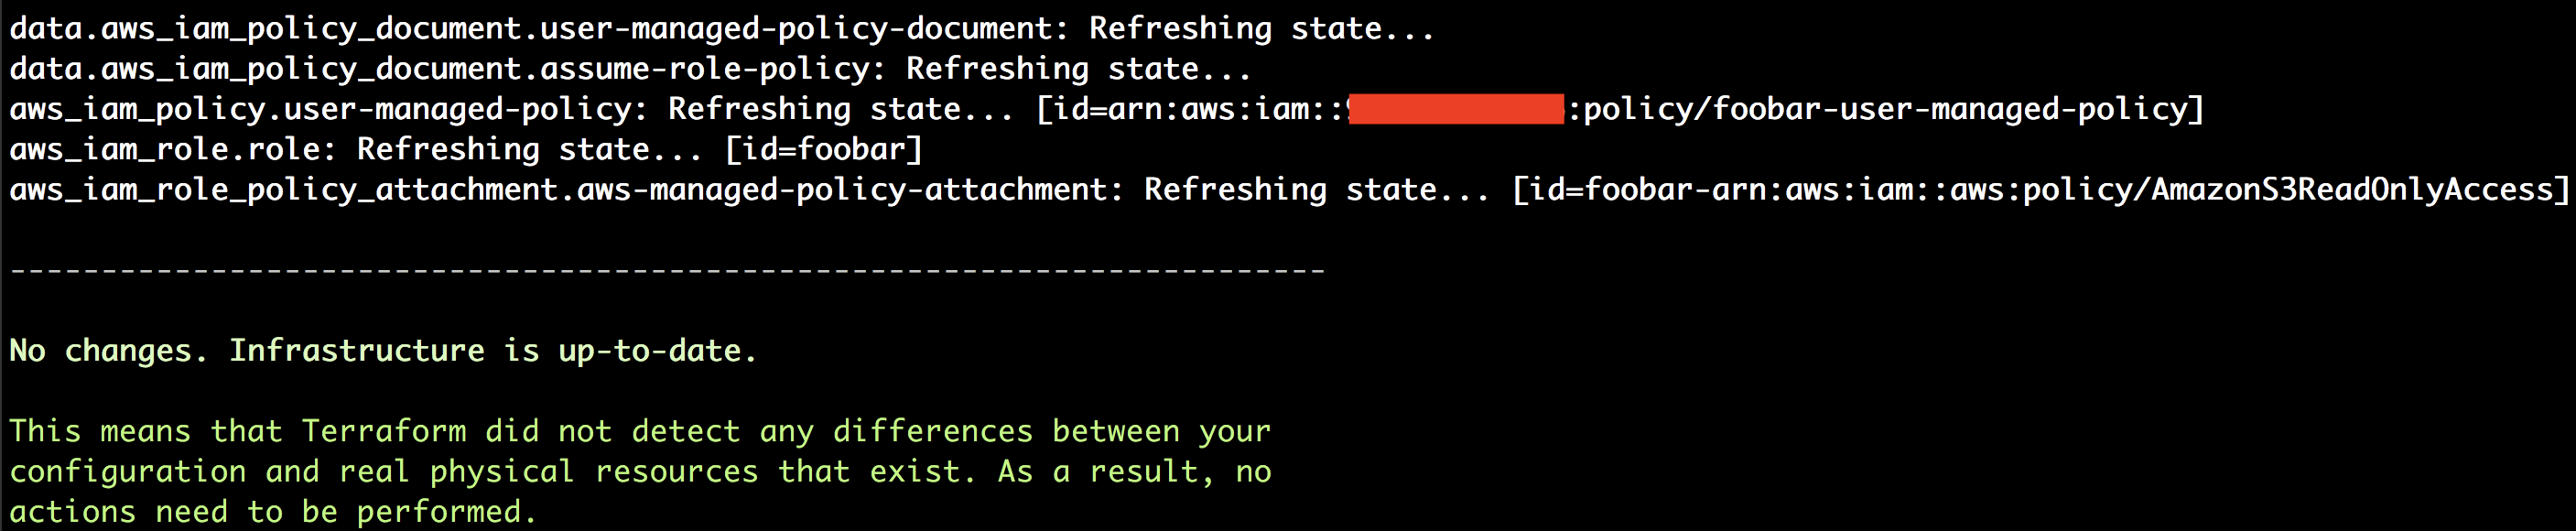 data.aws_iam_policy_document.user-managed-policy-document: Refreshing state...
data.aws_iam_policy_document.assume-role-policy: Refreshing state...
aws_iam_policy.user-managed-policy: Refreshing state... [id=arn:aws:iam:: :policy/foobar-user-managed-policy]
aws_iam_role.role: Refreshing state... [id=foobar]
aws_iam_role_policy_attachment.aws-managed-policy-attachment: Refreshing state... [id=foobar-arn:aws:iam::aws:policy/AmazonS3ReadOnlyAccess]
------------------------------------------------------------------------
No changes. Infrastructure is up-to-date.
This means that Terraform did not detect any differences between your
configuration and real physical resources that exist. As a result, no
actions need to be performed.